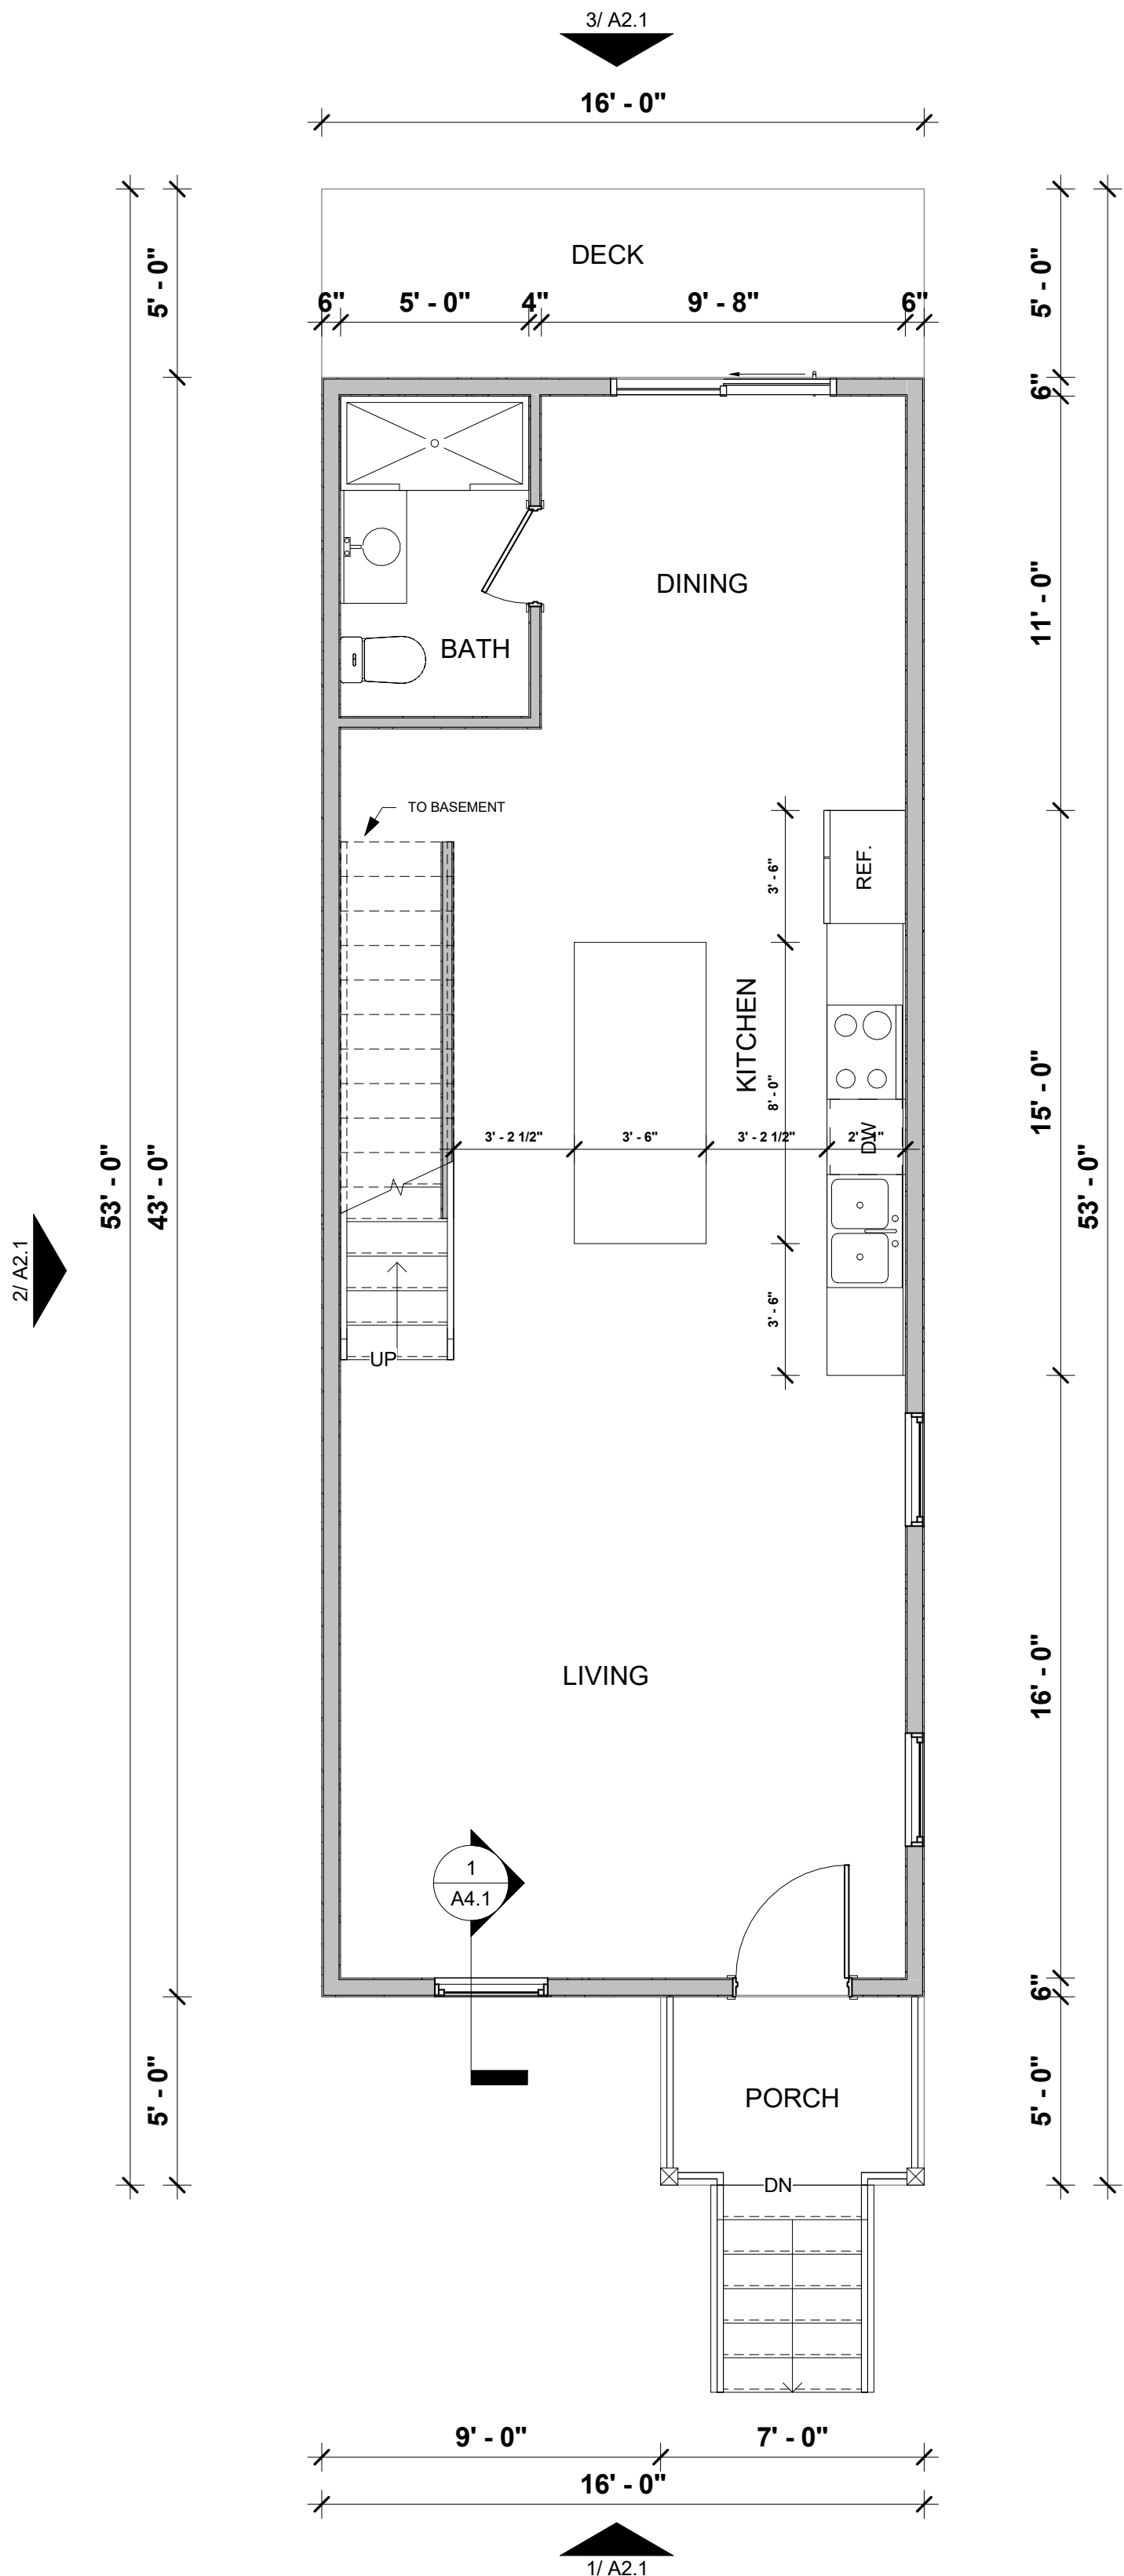 3/ A2.1
16' - 0"
DECK
5' - 0"
5' - 0"
6"
5' - 0"
4"
9' - 8"
6"
6"
DINING
11' - 0"
BATH
TO BASEMENT
3' - 6"
REF.
KITCHEN
8' - 0"
15' - 0"
3' - 2 1/2"
3' - 6"
3' - 2 1/2"
DW
53' - 0"
43' - 0"
53' - 0"
2/ A2.1
3' - 6"
UP
LIVING
16' - 0"
1
A4.1
6"
5' - 0"
PORCH
5' - 0"
DN
9' - 0"
7' - 0"
16' - 0"
1/ A2.1